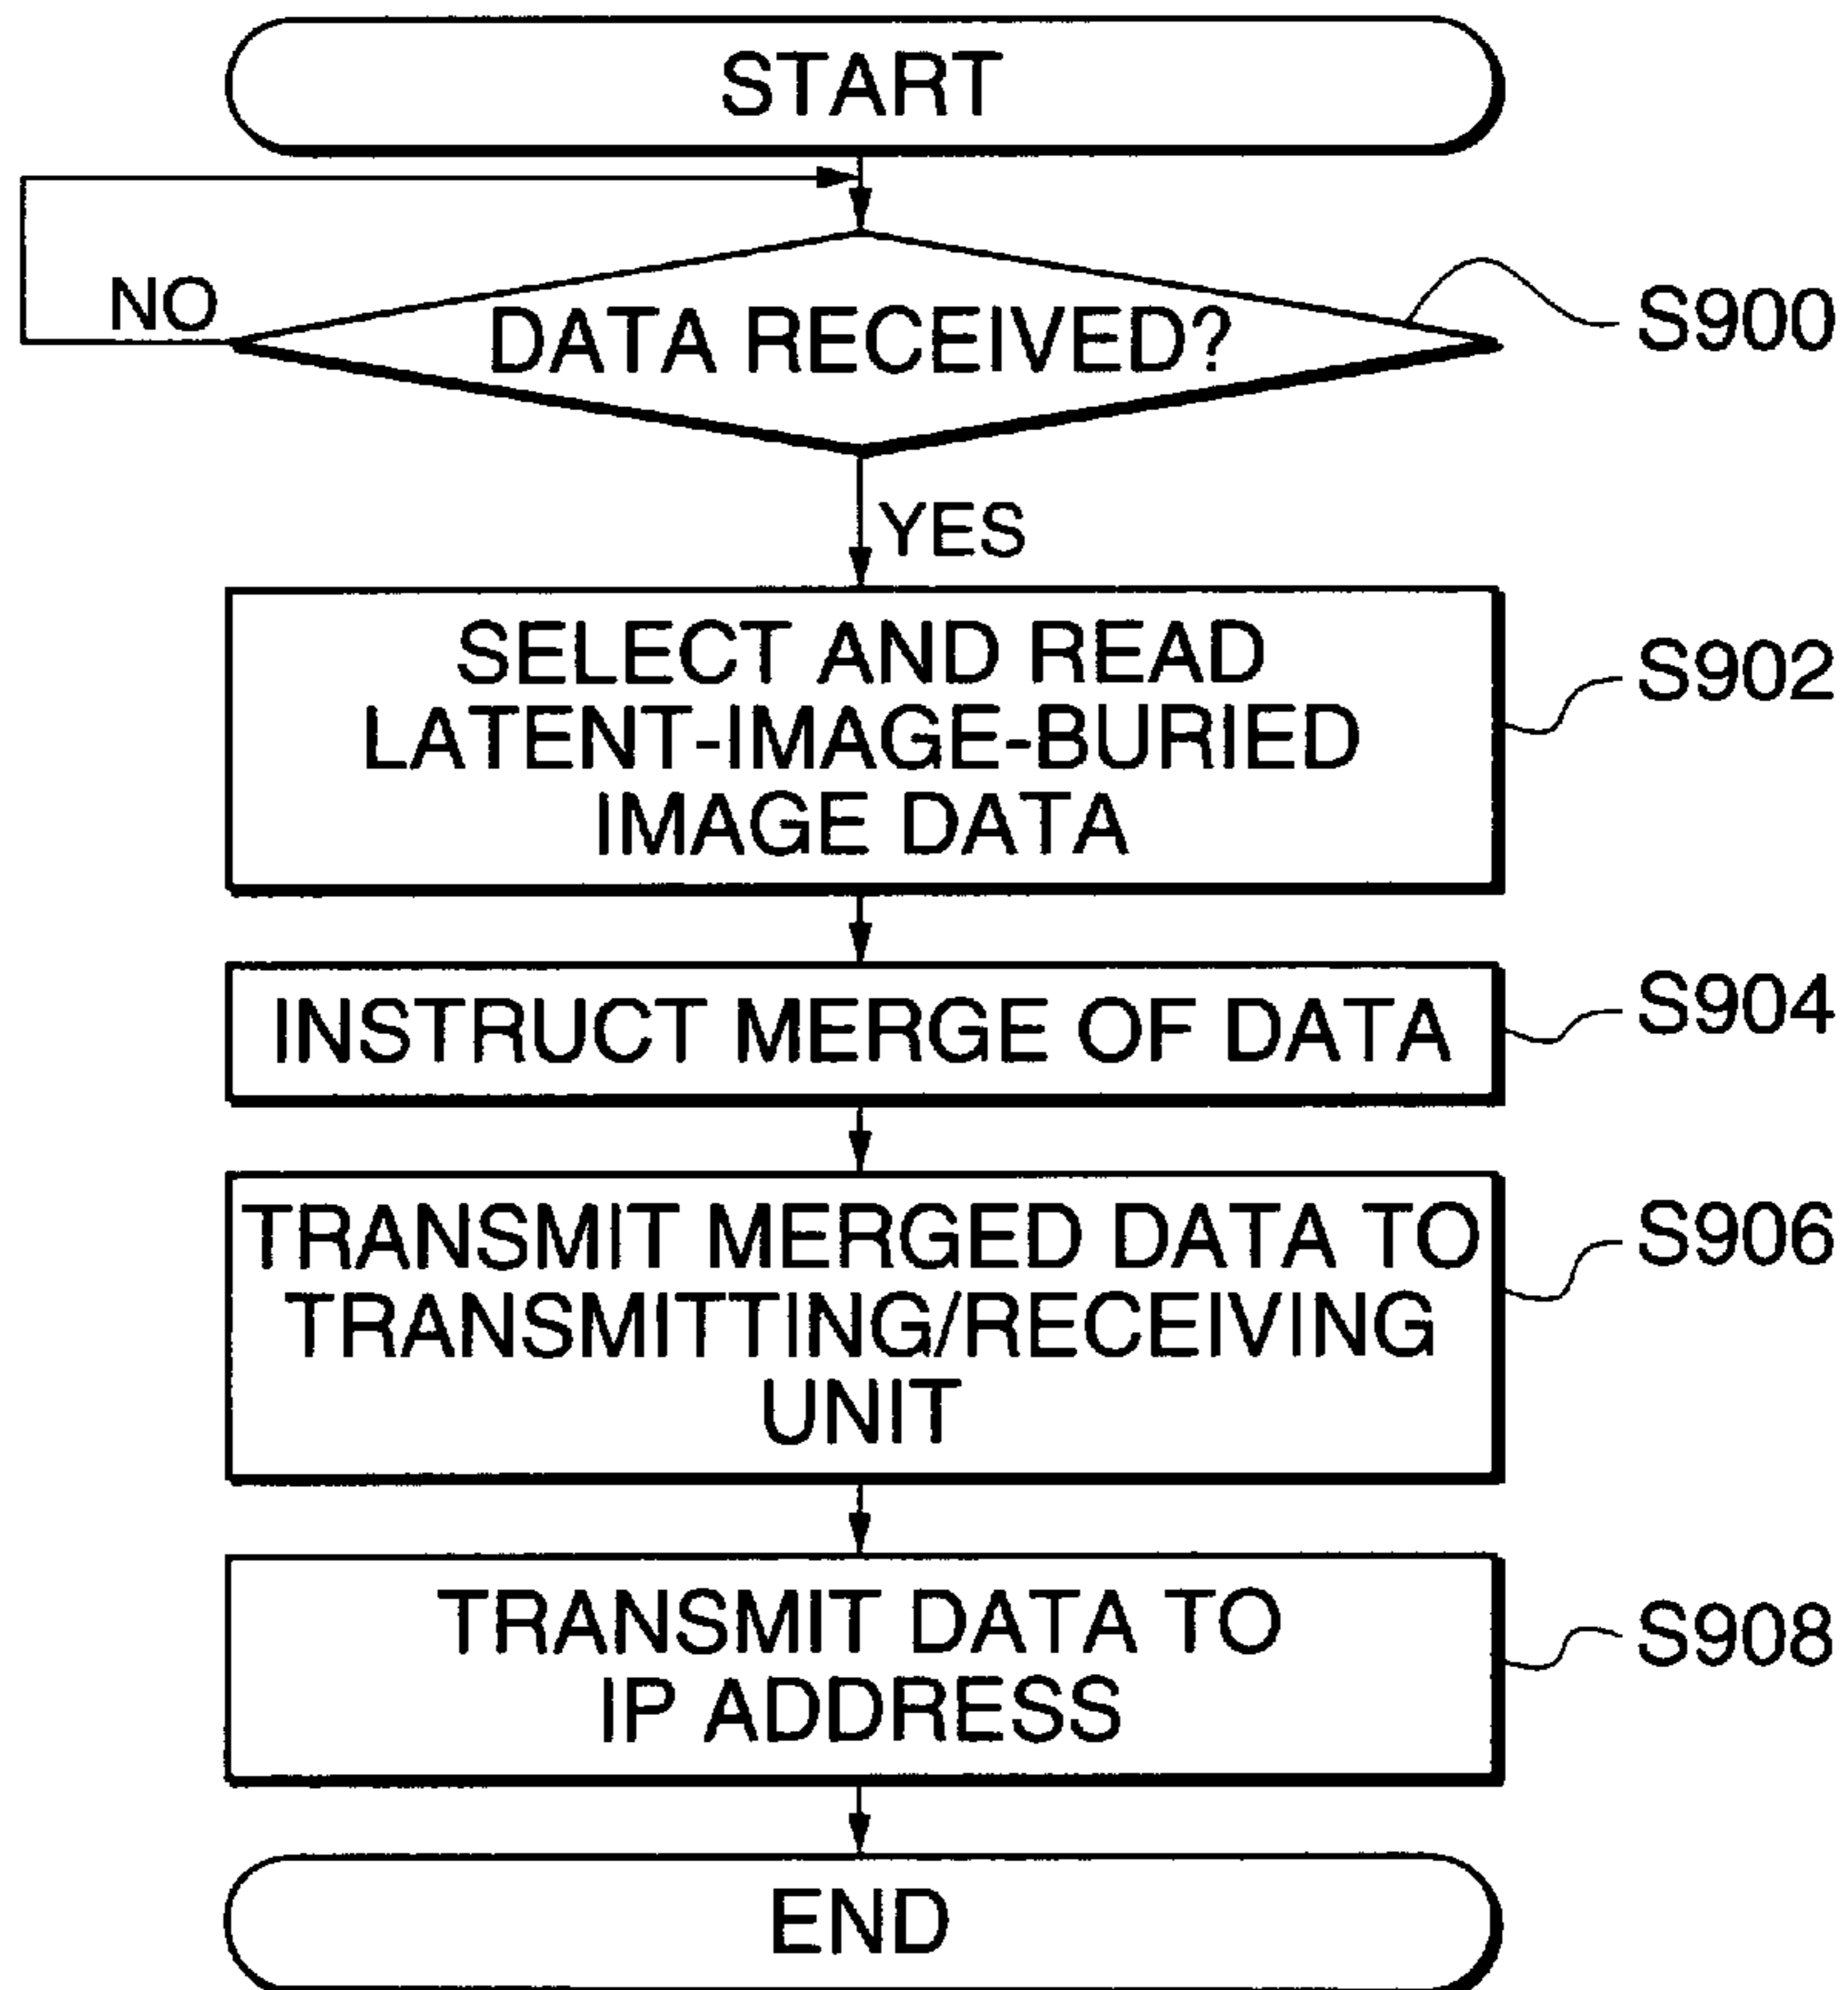 START
NO
DATA RECEIVED?
S900
YES
SELECT AND READ
LATENT-IMAGE-BURIED
IMAGE DATA
S902
INSTRUCT MERGE OF DATA
S904
TRANSMIT MERGED DATA TO
TRANSMITTING/RECEIVING
UNIT
S906
TRANSMIT DATA TO
IP ADDRESS
S908
END